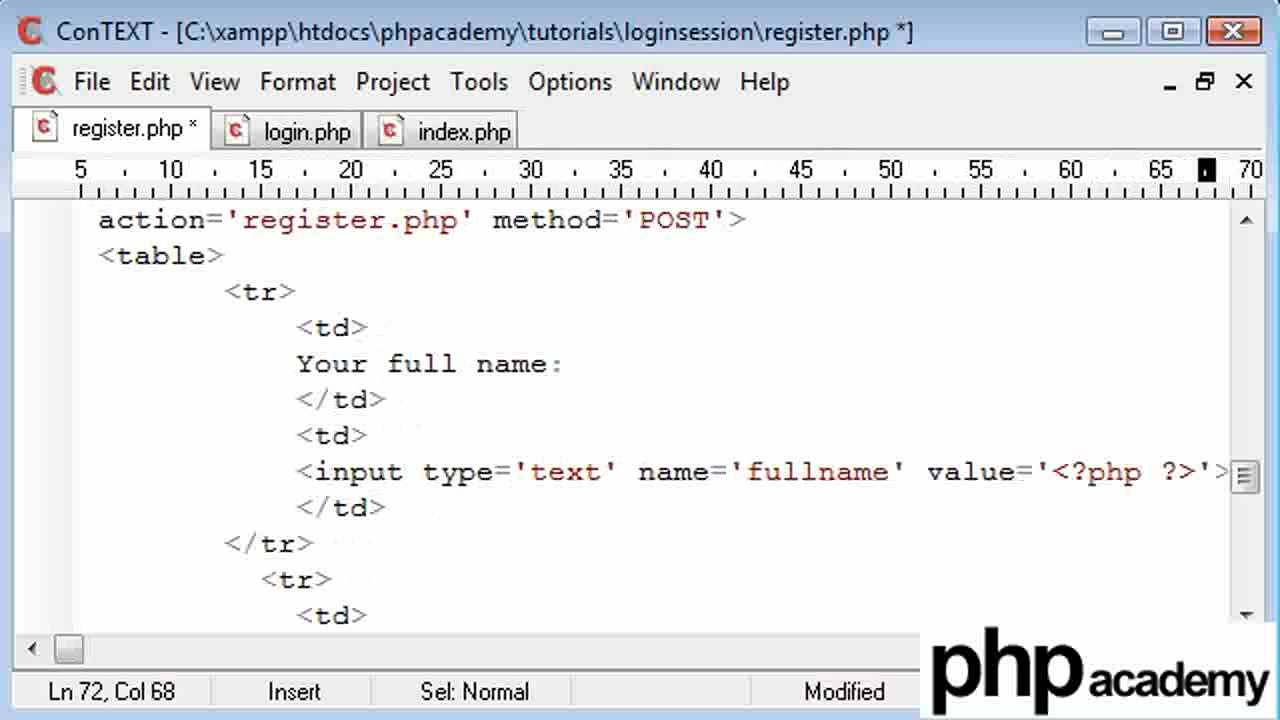 ConTEXT - [C:\xampp\htdocs\phpacademy\tutorials\loginsession\register.php *]
File Edit View Format Project Tools Options Window Help
register.php * login.php index.php
5 10 15 20 25 30 35 40 45 50 55 60 65 70
action='register.php' method='POST'>
<table>
<tr>
<td>
Your full name:
</td>
<td>
<input type='text' name='fullname' value='<?php ?>'>
</td>
</tr>
<tr>
<td>
Ln 72, Col 68 Insert Sel: Normal Modified
php academy